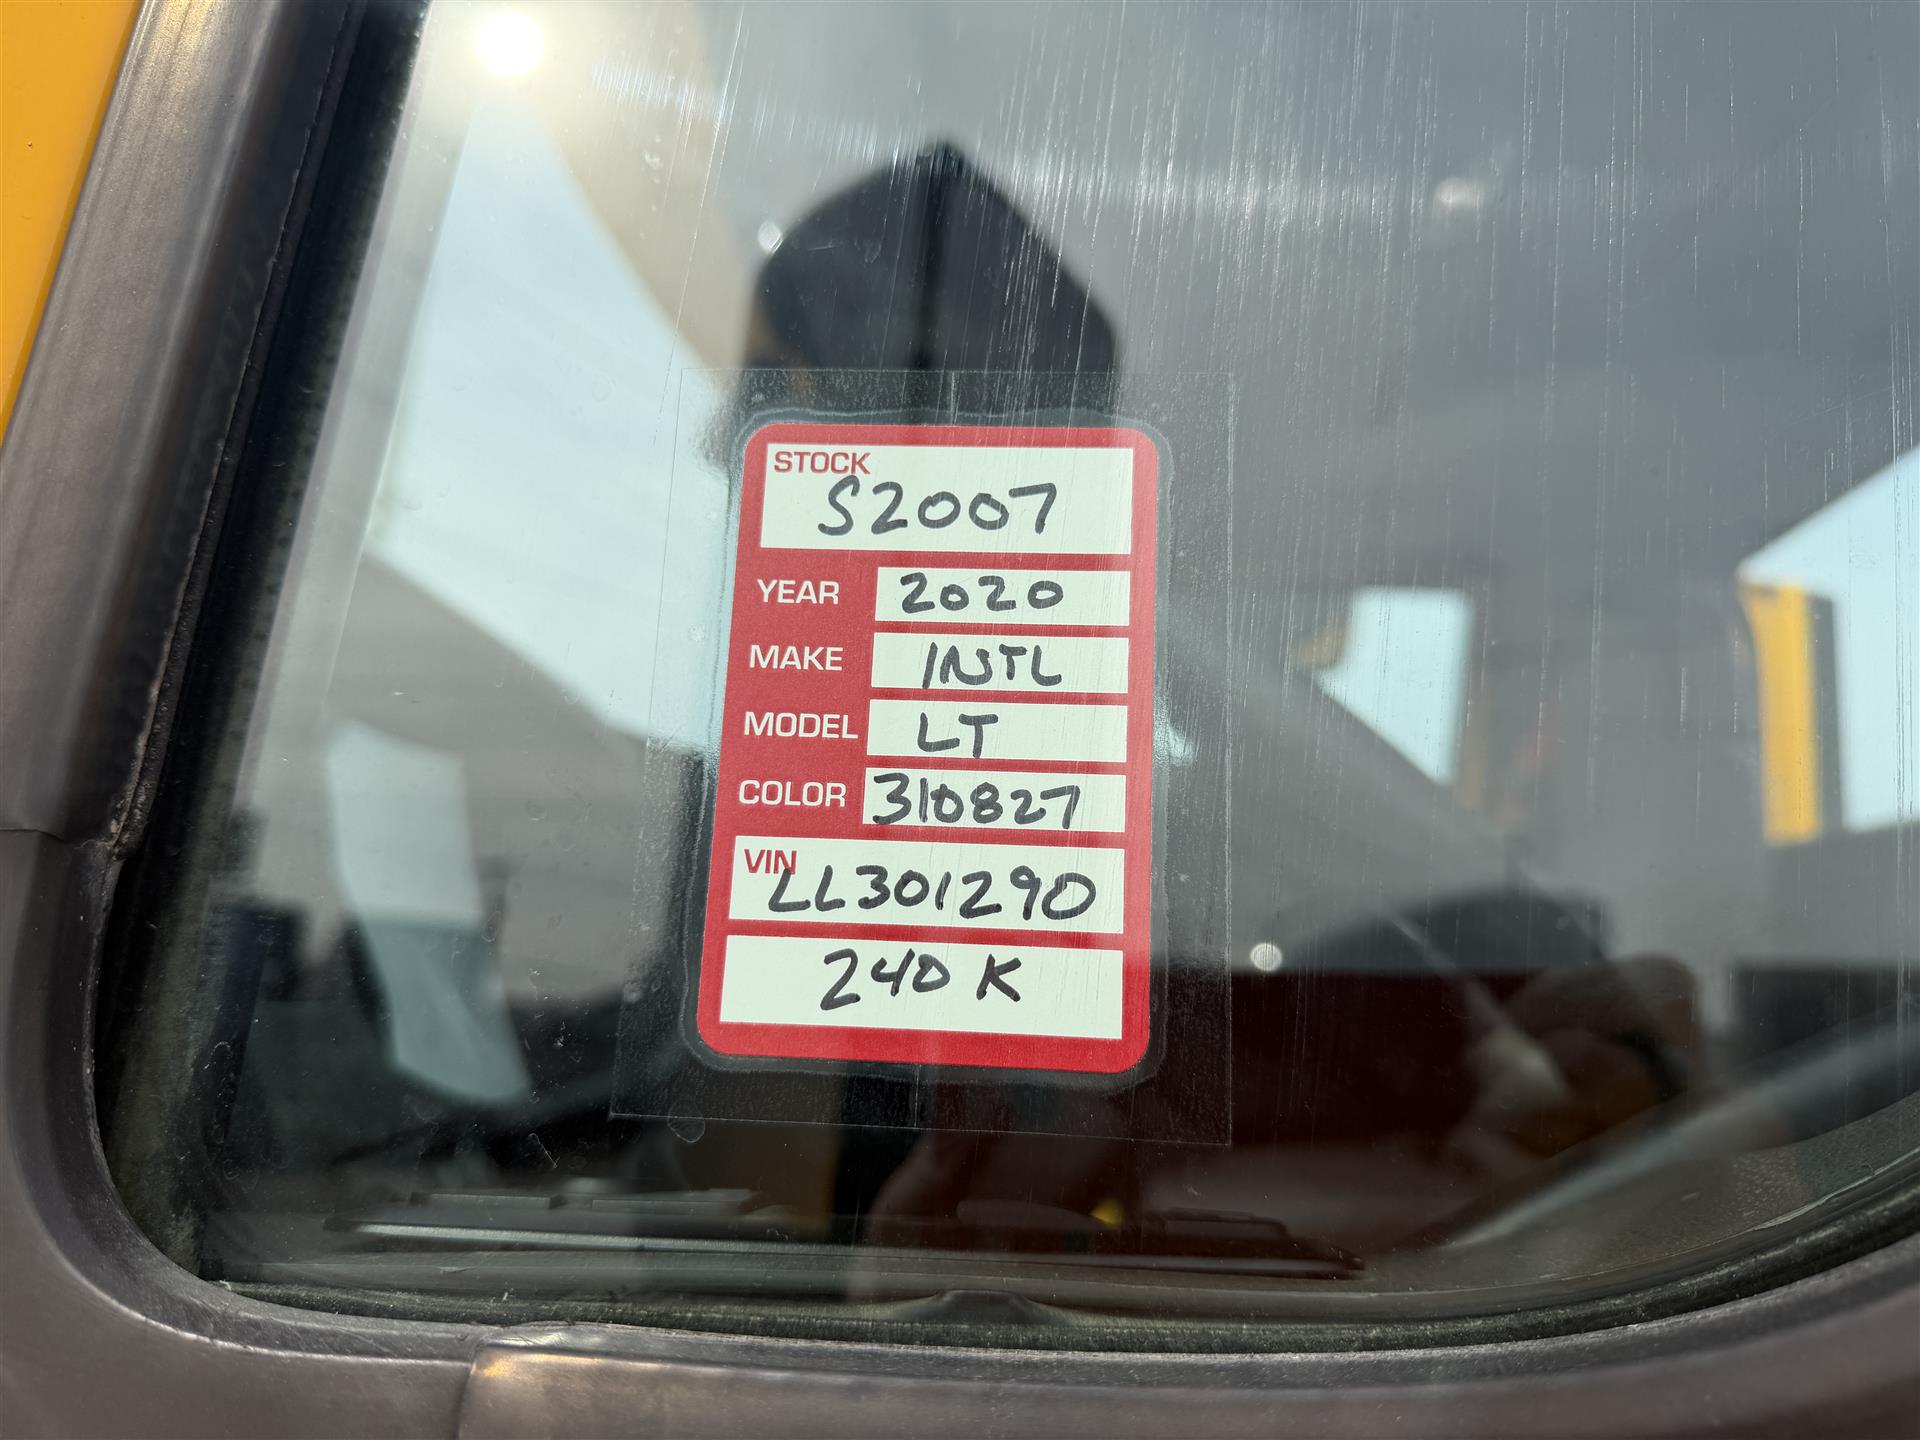 STOCK
S2007
YEAR 2020
MAKE INTL
MODEL LT
COLOR 310827
VIN
LL301290
240 K